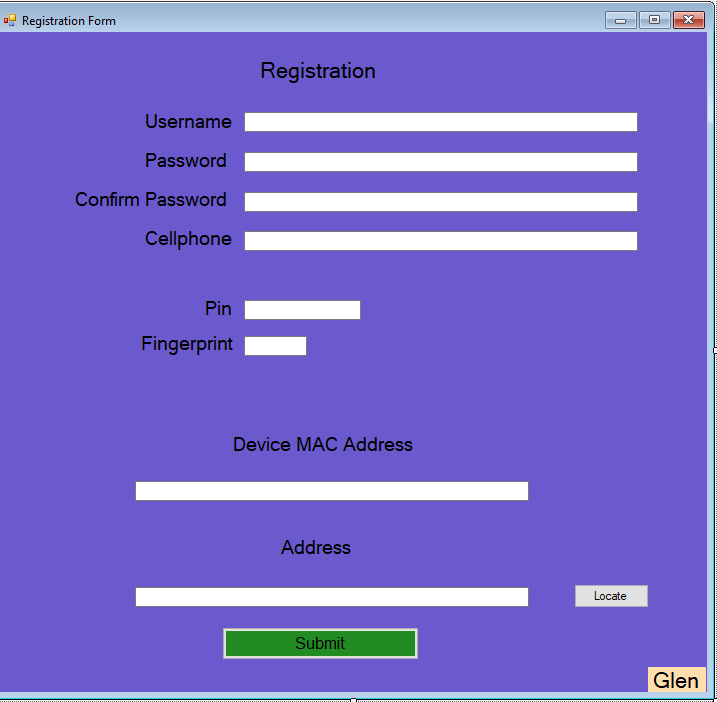 Registration Form
Registration
Username
Password
Confirm Password
Cellphone
Pin
Fingerprint
Device MAC Address
Address
Locate
Submit
Glen